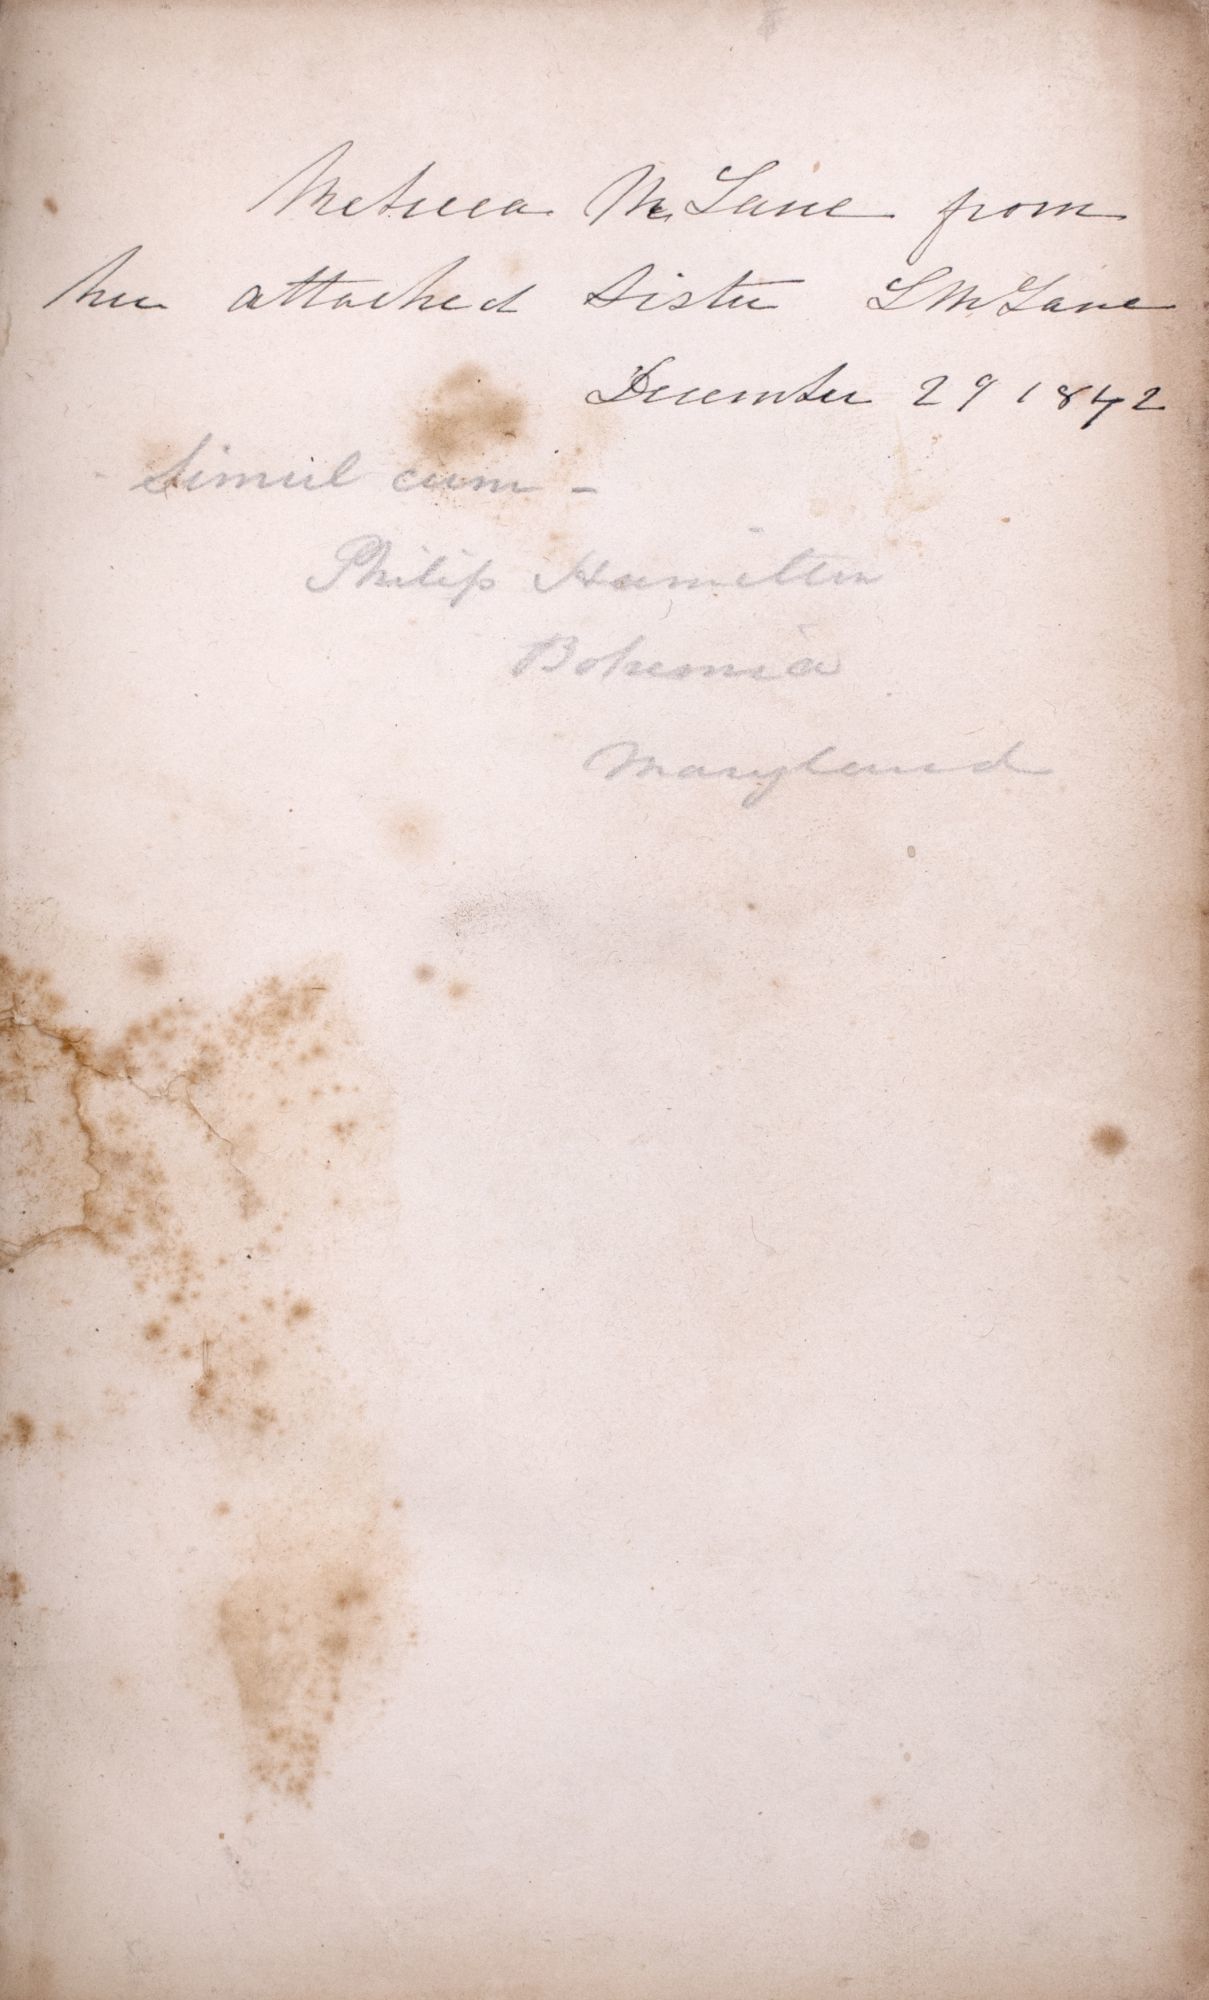 Rebecca McLane from
her attached Sister L McLane
December 29 1842
- Simul cum -
Philip Hamilton
Bohemia
Maryland